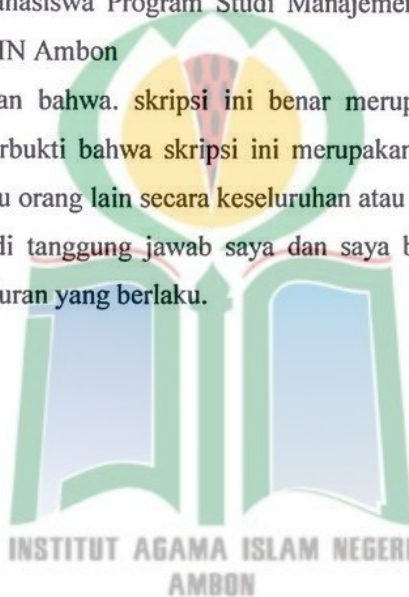 Mahasiswa Program Studi Manajemen
IN Ambon
an bahwa. skripsi ini benar merup
rbukti bahwa skripsi ini merupakan
u orang lain secara keseluruhan atau
di tanggung jawab saya dan saya b
uran yang berlaku.
INSTITUT AGAMA ISLAM NEGERI
AMBON